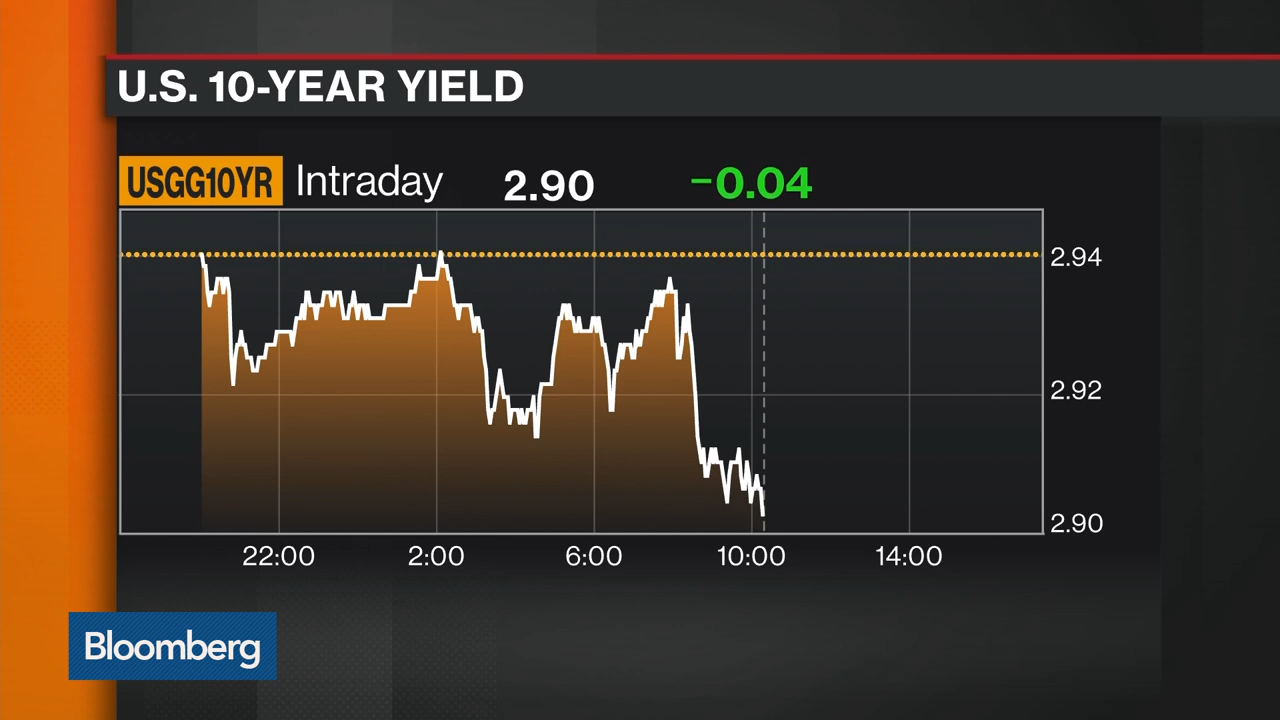 U.S. 10-YEAR YIELD
USGG10YR Intraday 2.90 -0.04
2.94
2.92
2.90
22:00 2:00 6:00 10:00 14:00
Bloomberg